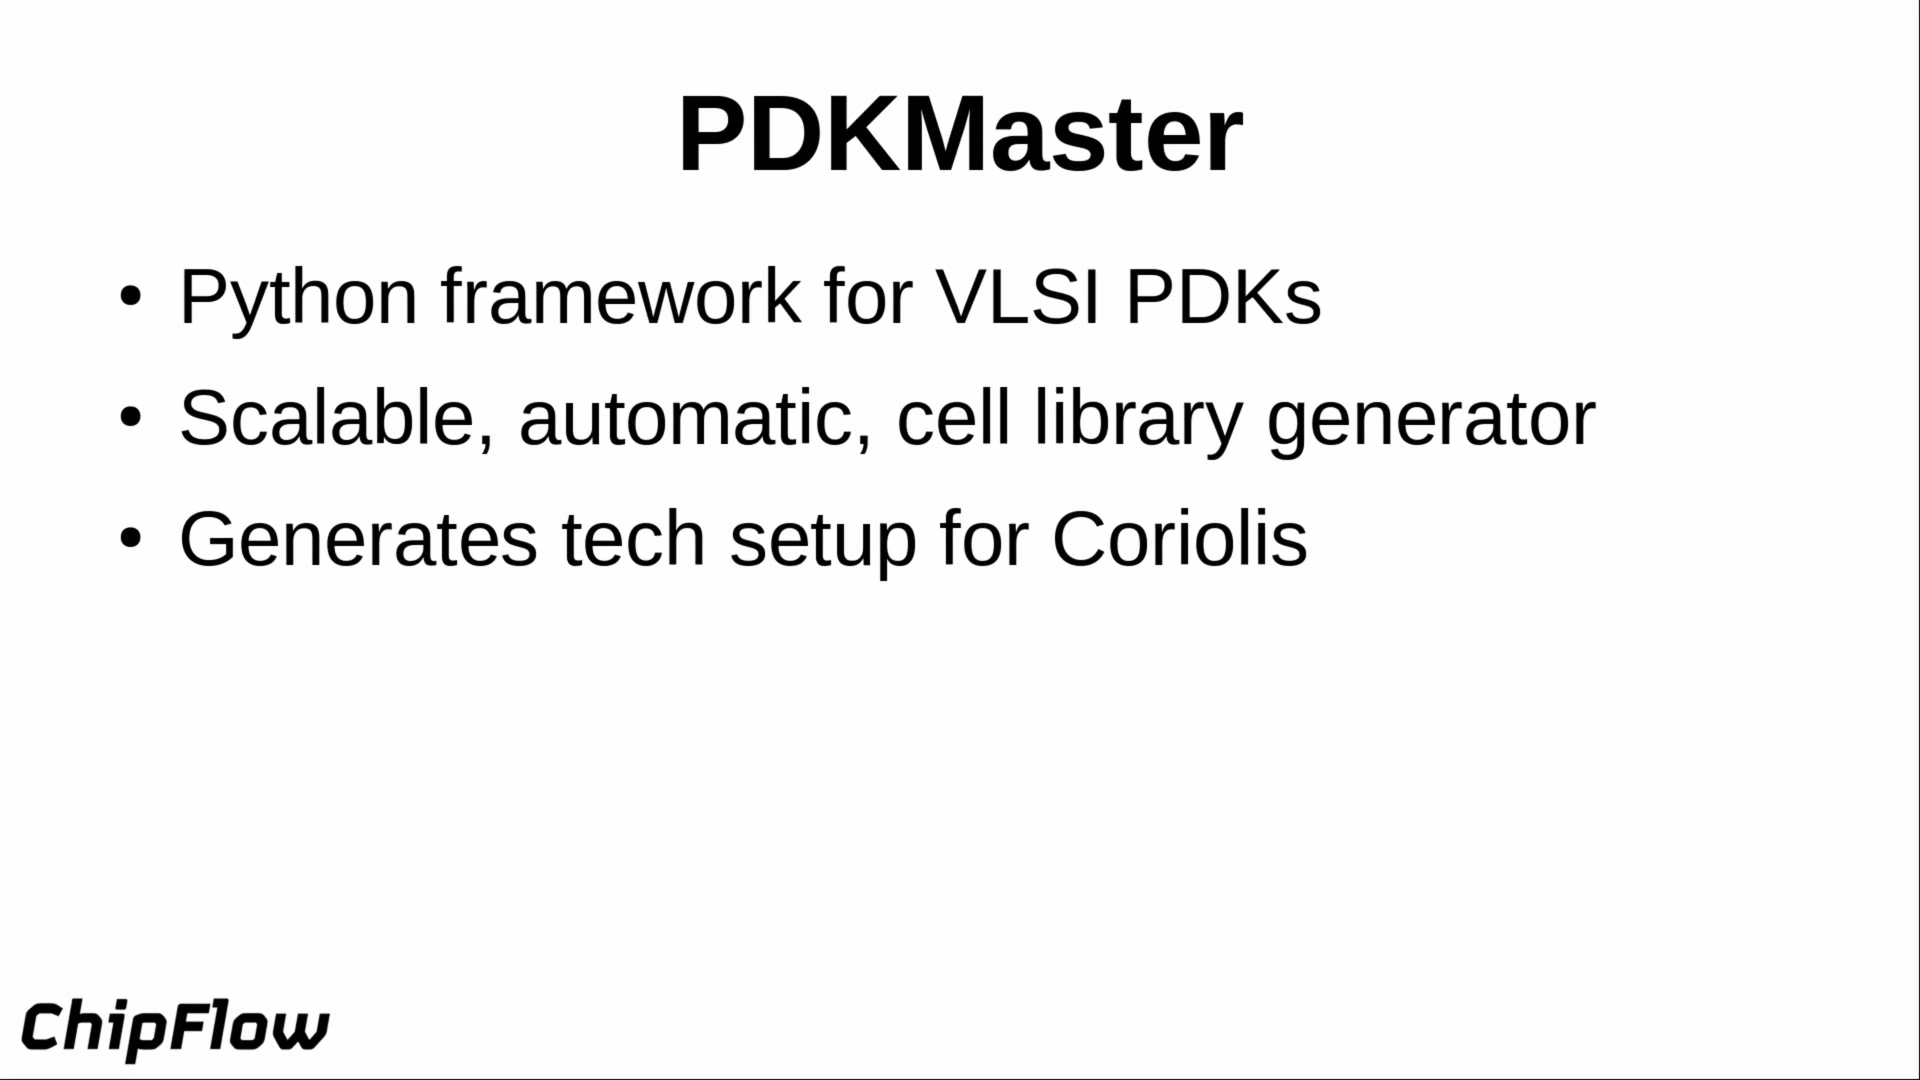 PDKMaster
• Python framework for VLSI PDKs
• Scalable, automatic, cell library generator
• Generates tech setup for Coriolis
ChipFlow